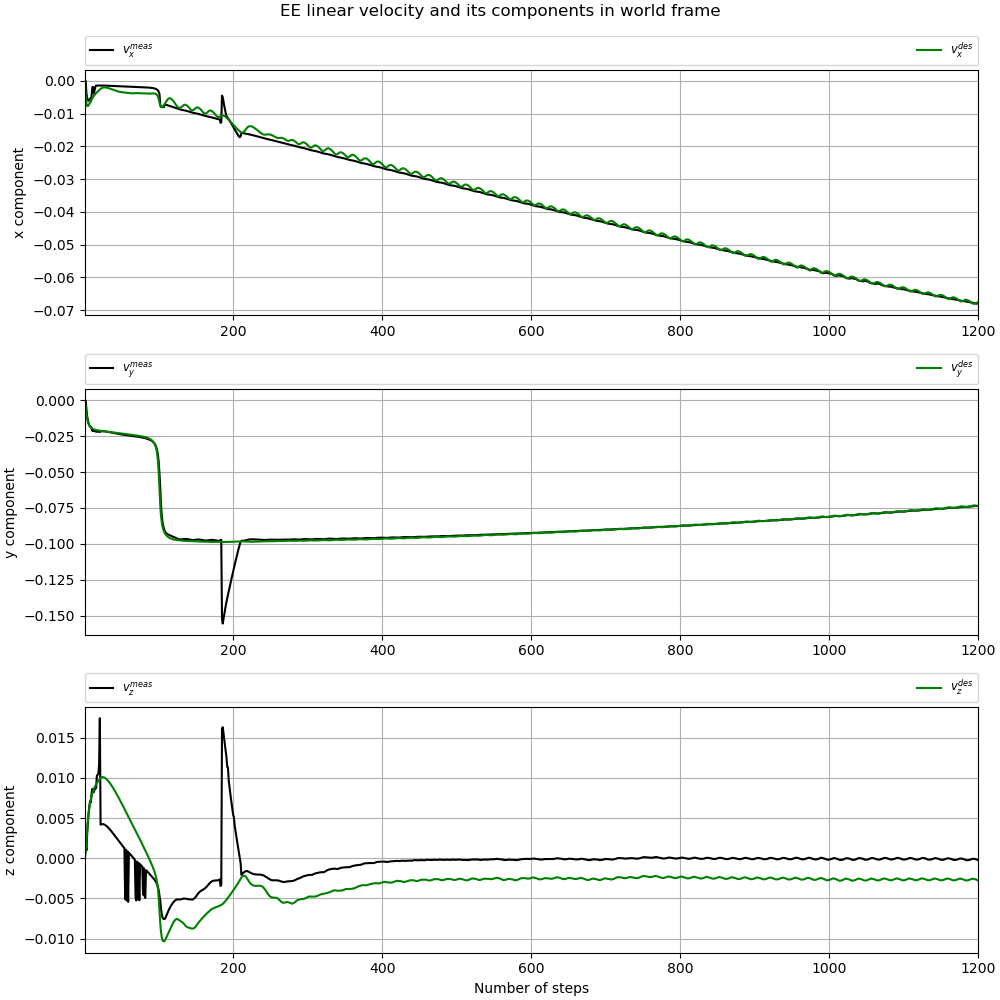 EE linear velocity and its components in world frame
v_x^{meas} v_x^{des}
0.00
−0.01
−0.02
−0.03
−0.04
−0.05
−0.06
−0.07
x component
200 400 600 800 1000 1200
v_y^{meas} v_y^{des}
0.000
−0.025
−0.050
−0.075
−0.100
−0.125
−0.150
y component
200 400 600 800 1000 1200
v_z^{meas} v_z^{des}
0.015
0.010
0.005
0.000
−0.005
−0.010
z component
200 400 600 800 1000 1200
Number of steps